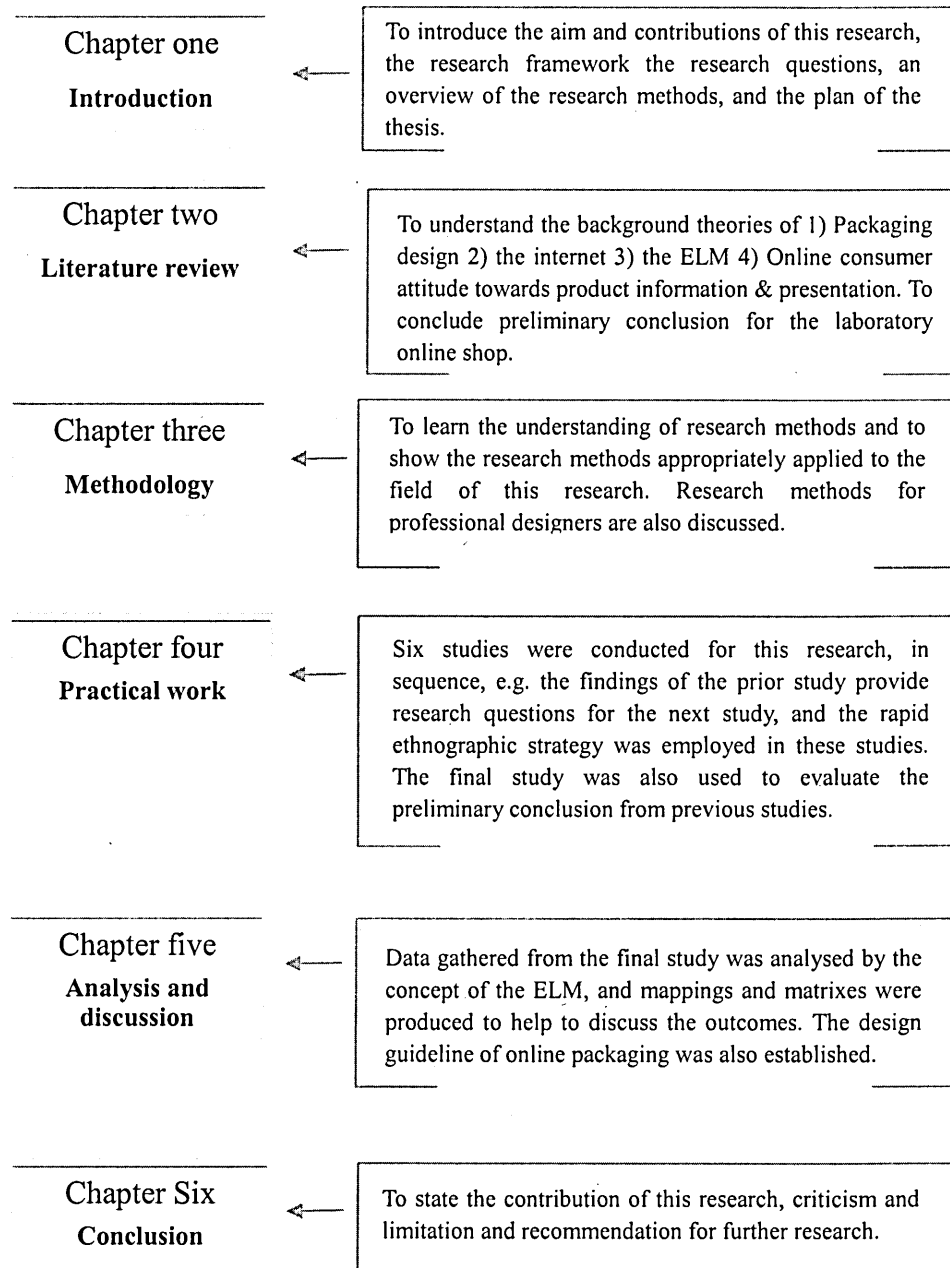 Chapter one
Introduction
To introduce the aim and contributions of this research,
the research framework the research questions, an
overview of the research methods, and the plan of the
thesis.
Chapter two
Literature review
To understand the background theories of 1) Packaging
design 2) the internet 3) the ELM 4) Online consumer
attitude towards product information & presentation. To
conclude preliminary conclusion for the laboratory
online shop.
Chapter three
Methodology
To learn the understanding of research methods and to
show the research methods appropriately applied to the
field of this research. Research methods for
professional designers are also discussed.
Chapter four
Practical work
Six studies were conducted for this research, in
sequence, e.g. the findings of the prior study provide
research questions for the next study, and the rapid
ethnographic strategy was employed in these studies.
The final study was also used to evaluate the
preliminary conclusion from previous studies.
Chapter five
Analysis and
discussion
Data gathered from the final study was analysed by the
concept of the ELM, and mappings and matrixes were
produced to help to discuss the outcomes. The design
guideline of online packaging was also established.
Chapter Six
Conclusion
To state the contribution of this research, criticism and
limitation and recommendation for further research.